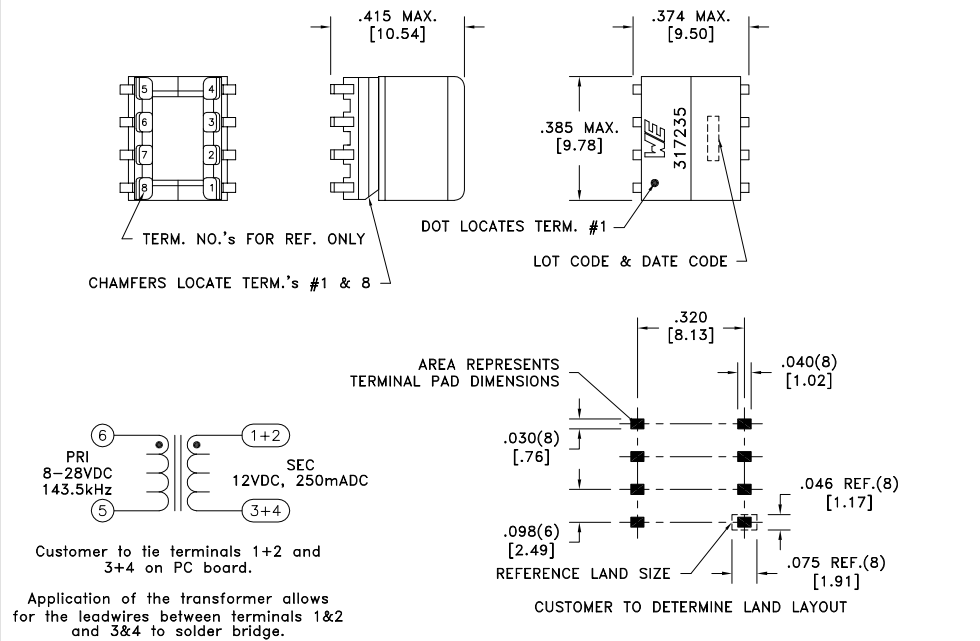 .415 MAX.
[10.54]
.374 MAX.
[9.50]
5
4
6
3
7
2
8
1
.385 MAX.
[9.78]
WE
317235
TERM. NO.'s FOR REF. ONLY
CHAMFERS LOCATE TERM.'s #1 & 8
DOT LOCATES TERM. #1
LOT CODE & DATE CODE
.320
[8.13]
AREA REPRESENTS
TERMINAL PAD DIMENSIONS
.040(8)
[1.02]
.030(8)
[.76]
.046 REF.(8)
[1.17]
.098(6)
[2.49]
.075 REF.(8)
[1.91]
REFERENCE LAND SIZE
CUSTOMER TO DETERMINE LAND LAYOUT
6
1+2
PRI
8-28VDC
143.5kHz
SEC
12VDC, 250mADC
5
3+4
Customer to tie terminals 1+2 and
3+4 on PC board.
Application of the transformer allows
for the leadwires between terminals 1&2
and 3&4 to solder bridge.